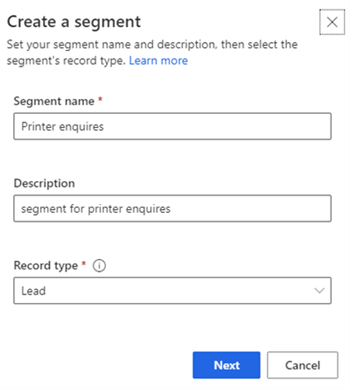 Create a segment
Set your segment name and description, then select the
segment's record type. Learn more
Segment name *
Printer enquires
Description
segment for printer enquires
Record type *
Lead
Next
Cancel